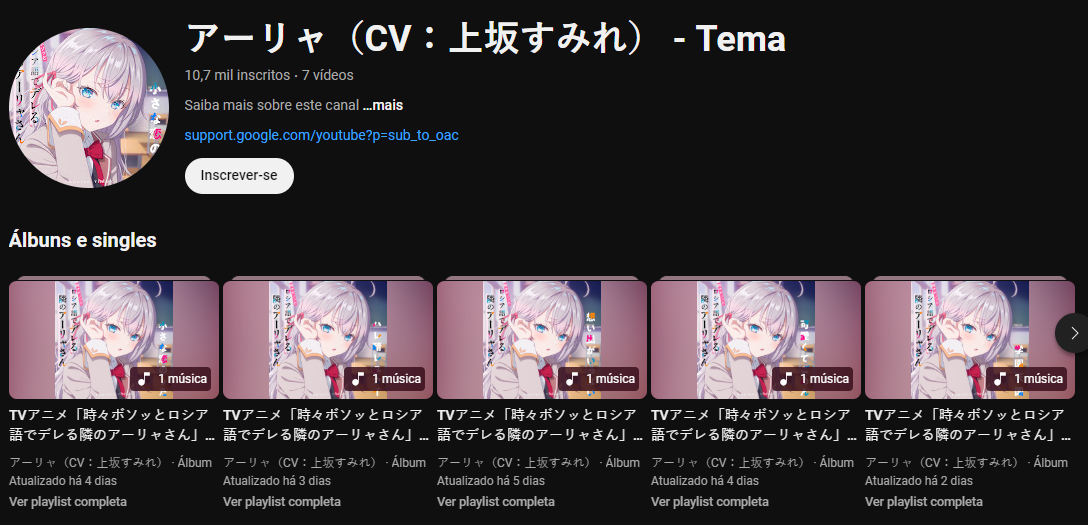 アーリャ（CV：上坂すみれ） - Tema
10,7 mil inscritos · 7 vídeos
Saiba mais sobre este canal ...mais
support.google.com/youtube?p=sub_to_oac
Inscrever-se
Álbuns e singles
1 música
1 música
1 música
1 música
1 música
TVアニメ「時々ボソッとロシア
語でデレる隣のアーリャさん」...
アーリャ（CV：上坂すみれ） · Álbum
Atualizado há 4 dias
Ver playlist completa
TVアニメ「時々ボソッとロシア
語でデレる隣のアーリャさん」...
アーリャ（CV：上坂すみれ） · Álbum
Atualizado há 3 dias
Ver playlist completa
TVアニメ「時々ボソッとロシア
語でデレる隣のアーリャさん」...
アーリャ（CV：上坂すみれ） · Álbum
Atualizado há 5 dias
Ver playlist completa
TVアニメ「時々ボソッとロシア
語でデレる隣のアーリャさん」...
アーリャ（CV：上坂すみれ） · Álbum
Atualizado há 4 dias
Ver playlist completa
TVアニメ「時々ボソッとロシア
語でデレる隣のアーリャさん」...
アーリャ（CV：上坂すみれ） · Álbum
Atualizado há 2 dias
Ver playlist completa